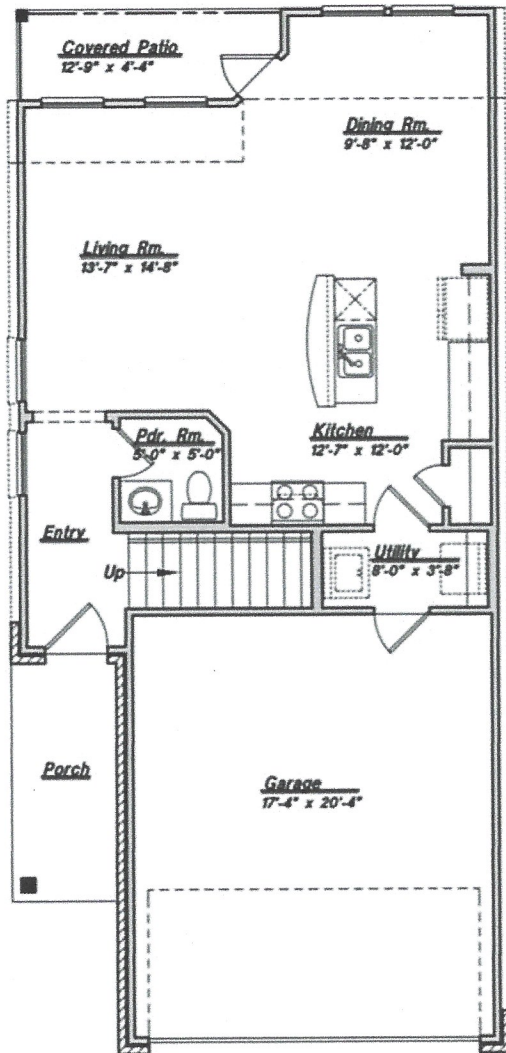 Covered Patio
12'-9" x 4'-4"
Dining Rm.
9'-8" x 12'-0"
Living Rm.
13'-7" x 14'-8"
Pdr. Rm.
5'-0" x 5'-0"
Kitchen
12'-7" x 12'-0"
Entry
Up
Utility
8'-0" x 3'-8"
Porch
Garage
17'-4" x 20'-4"